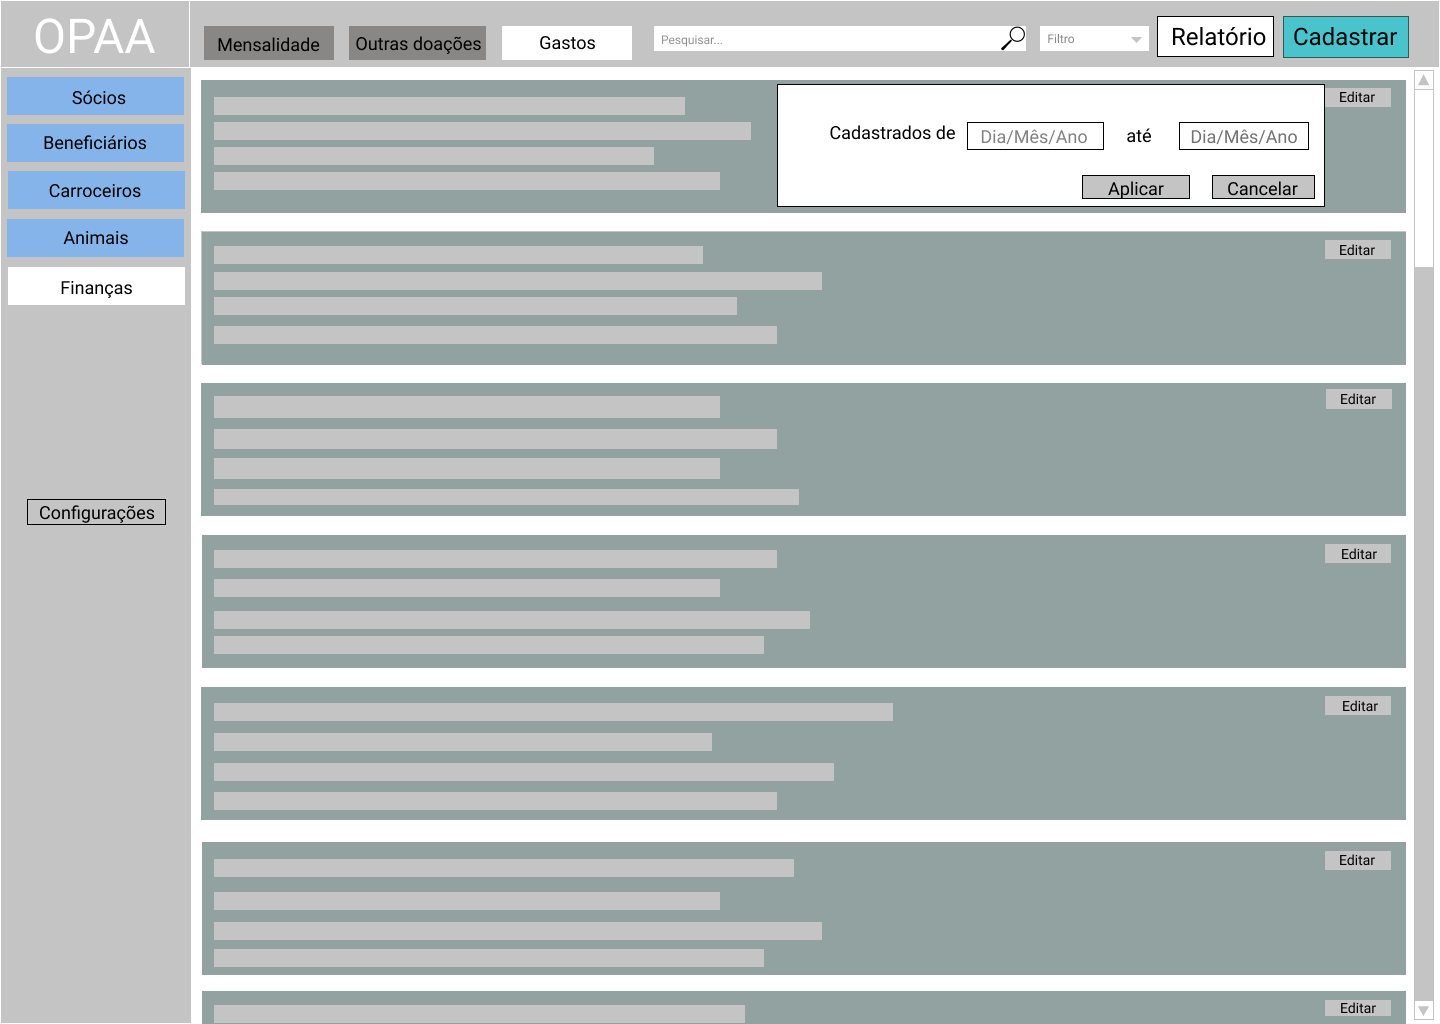 OPAA
Mensalidade
Outras doações
Gastos
Pesquisar...
Filtro
Relatório
Cadastrar
Sócios
Beneficiários
Carroceiros
Animais
Finanças
Configurações
Cadastrados de Dia/Mês/Ano até Dia/Mês/Ano
Aplicar
Cancelar
Editar
Editar
Editar
Editar
Editar
Editar
Editar